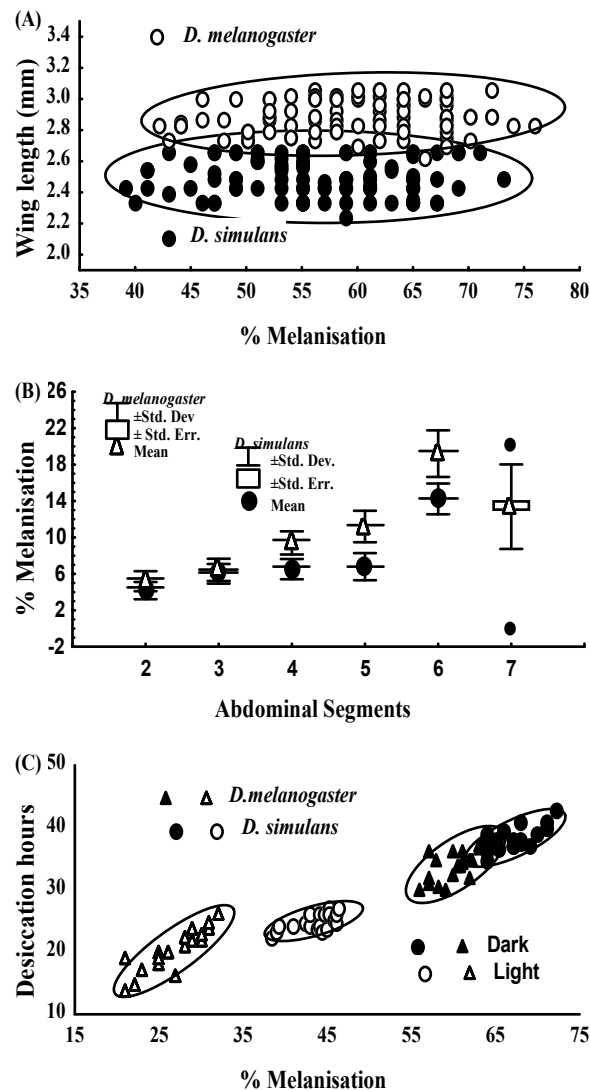 (A)
D. melanogaster
Wing length (mm)
3.6
3.4
3.0
2.8
2.6
2.4
2.2
2.0
D. simulans
35 40 45 50 55 60 65 70 75 80
% Melanisation
(B)
26
22
18
14
10
6
2
-2
% Melanisation
D. melanogaster
±Std. Dev
± Std. Err.
Mean
D. simulans
±Std. Dev.
±Std. Err.
Mean
2 3 4 5 6 7
Abdominal Segments
(C)
50
40
30
20
10
Desiccation hours
D.melanogaster
D. simulans
Dark
Light
15 25 35 45 55 65 75
% Melanisation